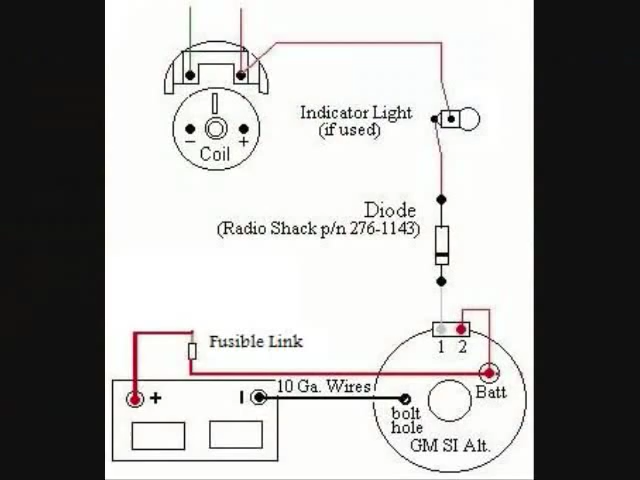 Indicator Light
(if used)
− +
Coil
Diode
(Radio Shack p/n 276-1143)
Fusible Link
1 2
10 Ga. Wires
Batt
+
bolt
hole
GM SI Alt.